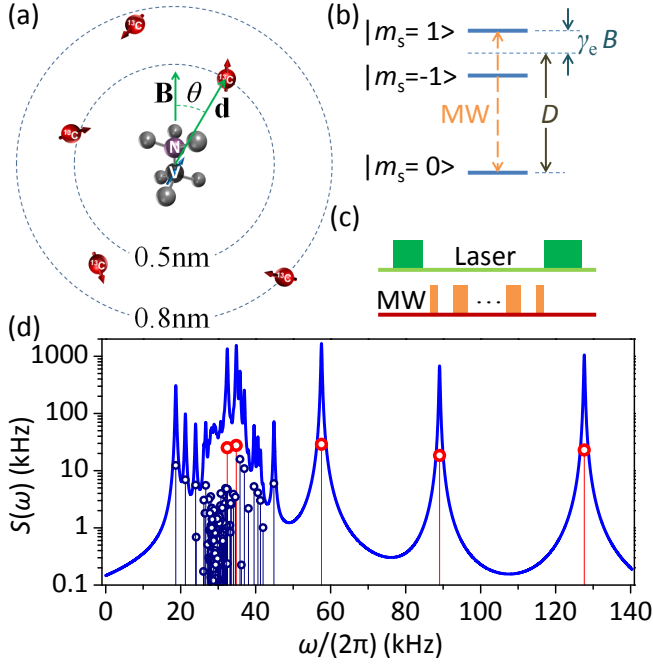 (a)
¹³C
¹³C
B
θ
d
¹³C
N
V
¹³C
0.5nm
¹³C
0.8nm
(b)
|mₛ= 1>
γₑ B
|mₛ=-1>
MW
D
|mₛ= 0>
(c)
Laser
MW
...
(d)
S(ω) (kHz)
1000
100
10
1
0.1
0 20 40 60 80 100 120 140
ω/(2π) (kHz)